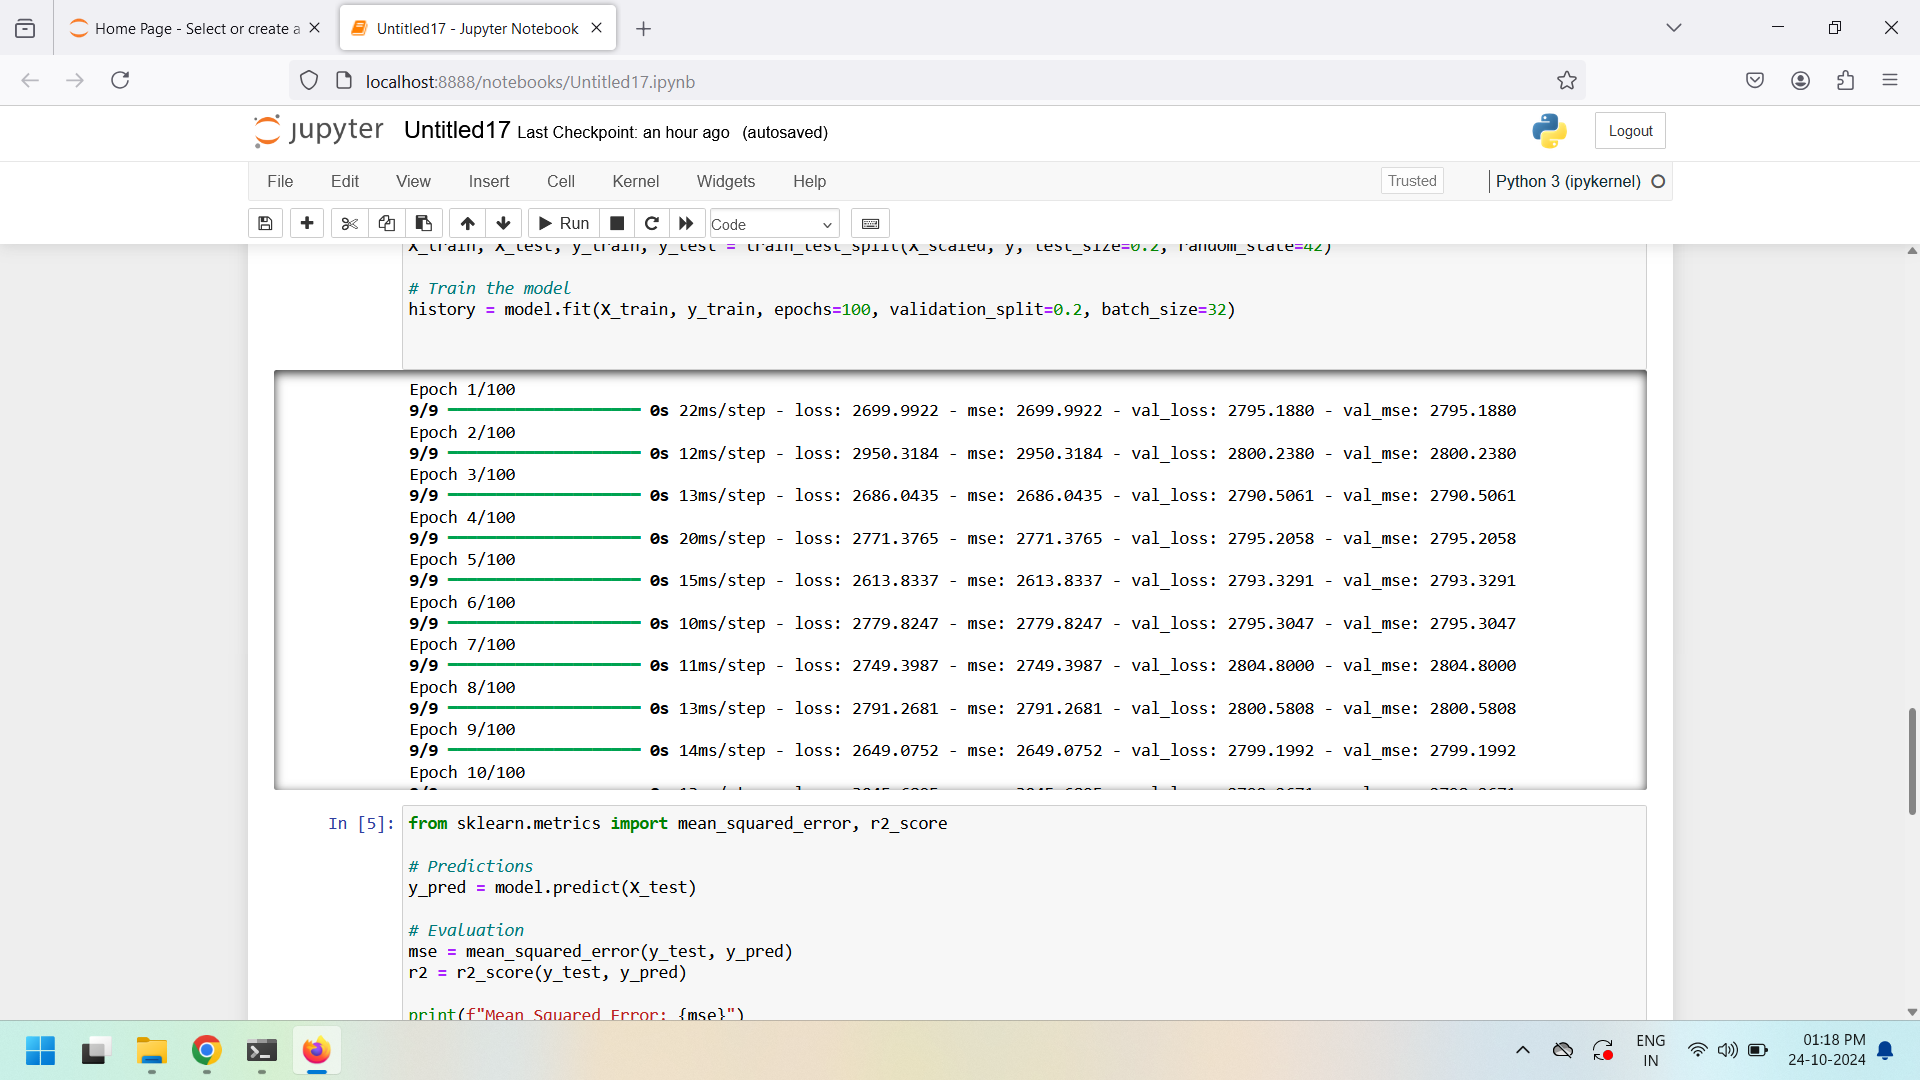 Home Page - Select or create a
Untitled17 - Jupyter Notebook
localhost:8888/notebooks/Untitled17.ipynb
jupyter Untitled17 Last Checkpoint: an hour ago (autosaved)
Logout
File Edit View Insert Cell Kernel Widgets Help
Trusted
Python 3 (ipykernel)
Run
Code
X_train, X_test, y_train, y_test = train_test_split(X_scaled, y, test_size=0.2, random_state=42)
# Train the model
history = model.fit(X_train, y_train, epochs=100, validation_split=0.2, batch_size=32)
Epoch 1/100
9/9 0s 22ms/step - loss: 2699.9922 - mse: 2699.9922 - val_loss: 2795.1880 - val_mse: 2795.1880
Epoch 2/100
9/9 0s 12ms/step - loss: 2950.3184 - mse: 2950.3184 - val_loss: 2800.2380 - val_mse: 2800.2380
Epoch 3/100
9/9 0s 13ms/step - loss: 2686.0435 - mse: 2686.0435 - val_loss: 2790.5061 - val_mse: 2790.5061
Epoch 4/100
9/9 0s 20ms/step - loss: 2771.3765 - mse: 2771.3765 - val_loss: 2795.2058 - val_mse: 2795.2058
Epoch 5/100
9/9 0s 15ms/step - loss: 2613.8337 - mse: 2613.8337 - val_loss: 2793.3291 - val_mse: 2793.3291
Epoch 6/100
9/9 0s 10ms/step - loss: 2779.8247 - mse: 2779.8247 - val_loss: 2795.3047 - val_mse: 2795.3047
Epoch 7/100
9/9 0s 11ms/step - loss: 2749.3987 - mse: 2749.3987 - val_loss: 2804.8000 - val_mse: 2804.8000
Epoch 8/100
9/9 0s 13ms/step - loss: 2791.2681 - mse: 2791.2681 - val_loss: 2800.5808 - val_mse: 2800.5808
Epoch 9/100
9/9 0s 14ms/step - loss: 2649.0752 - mse: 2649.0752 - val_loss: 2799.1992 - val_mse: 2799.1992
Epoch 10/100
In [5]:
from sklearn.metrics import mean_squared_error, r2_score
# Predictions
y_pred = model.predict(X_test)
# Evaluation
mse = mean_squared_error(y_test, y_pred)
r2 = r2_score(y_test, y_pred)
print(f"Mean Squared Error: {mse}")
ENG
IN
01:18 PM
24-10-2024